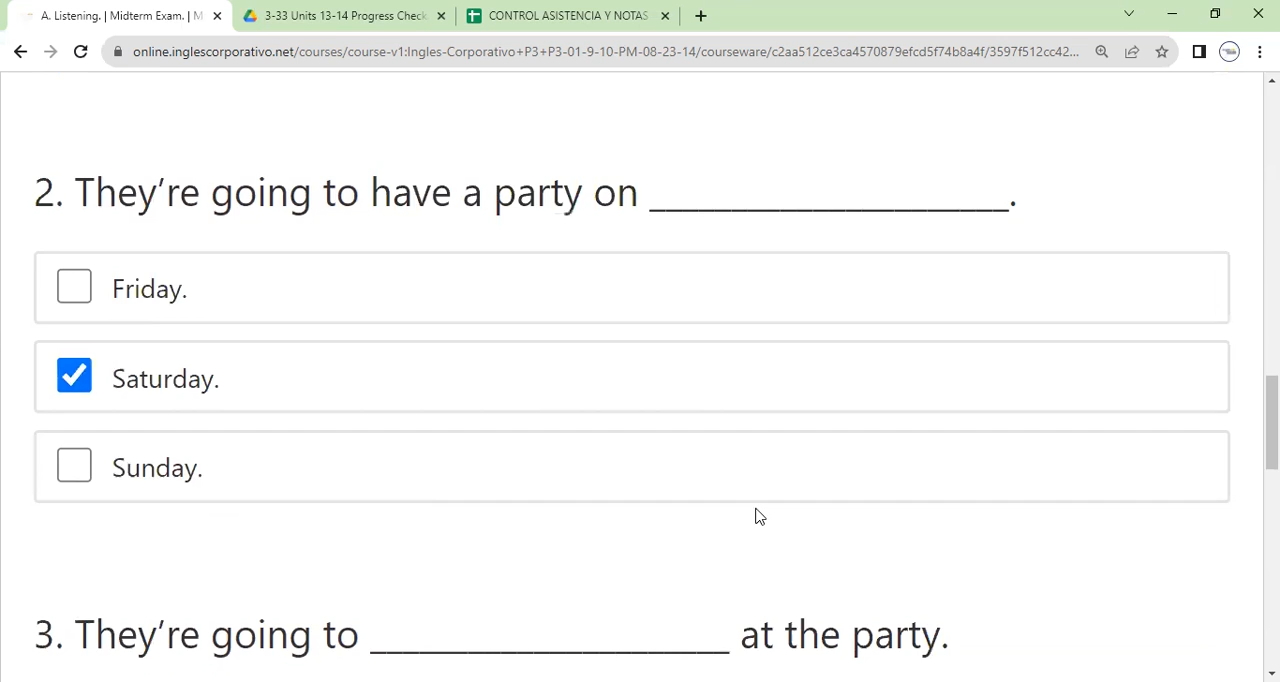 A. Listening. | Midterm Exam. | M
3-33 Units 13-14 Progress Check
CONTROL ASISTENCIA Y NOTAS
online.inglescorporativo.net/courses/course-v1:Ingles-Corporativo+P3+P3-01-9-10-PM-08-23-14/courseware/c2aa512ce3ca4570879efcd5f74b8a4f/3597f512cc42...
2. They’re going to have a party on ______________________.
Friday.
Saturday.
Sunday.
3. They’re going to ______________________ at the party.